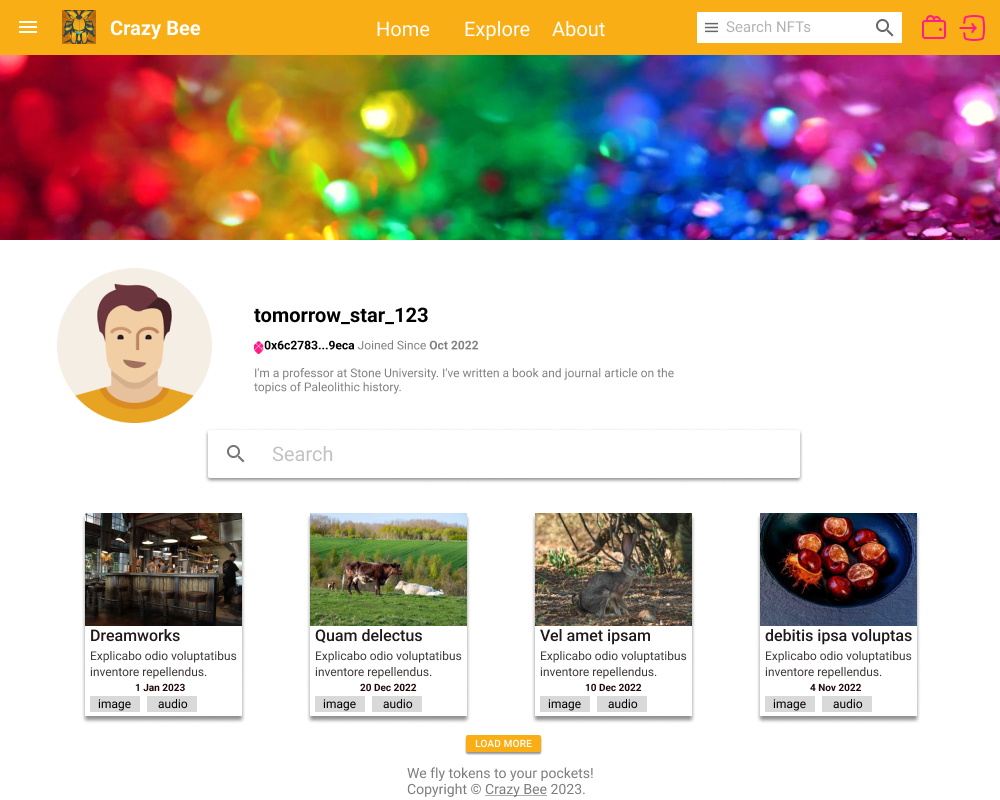 Crazy Bee
Home Explore About
Search NFTs
tomorrow_star_123
0x6c2783...9eca Joined Since Oct 2022
I'm a professor at Stone University. I've written a book and journal article on the
topics of Paleolithic history.
Search
Dreamworks
Explicabo odio voluptatibus
inventore repellendus.
1 Jan 2023
image audio
Quam delectus
Explicabo odio voluptatibus
inventore repellendus.
20 Dec 2022
image audio
Vel amet ipsam
Explicabo odio voluptatibus
inventore repellendus.
10 Dec 2022
image audio
debitis ipsa voluptas
Explicabo odio voluptatibus
inventore repellendus.
4 Nov 2022
image audio
LOAD MORE
We fly tokens to your pockets!
Copyright © Crazy Bee 2023.